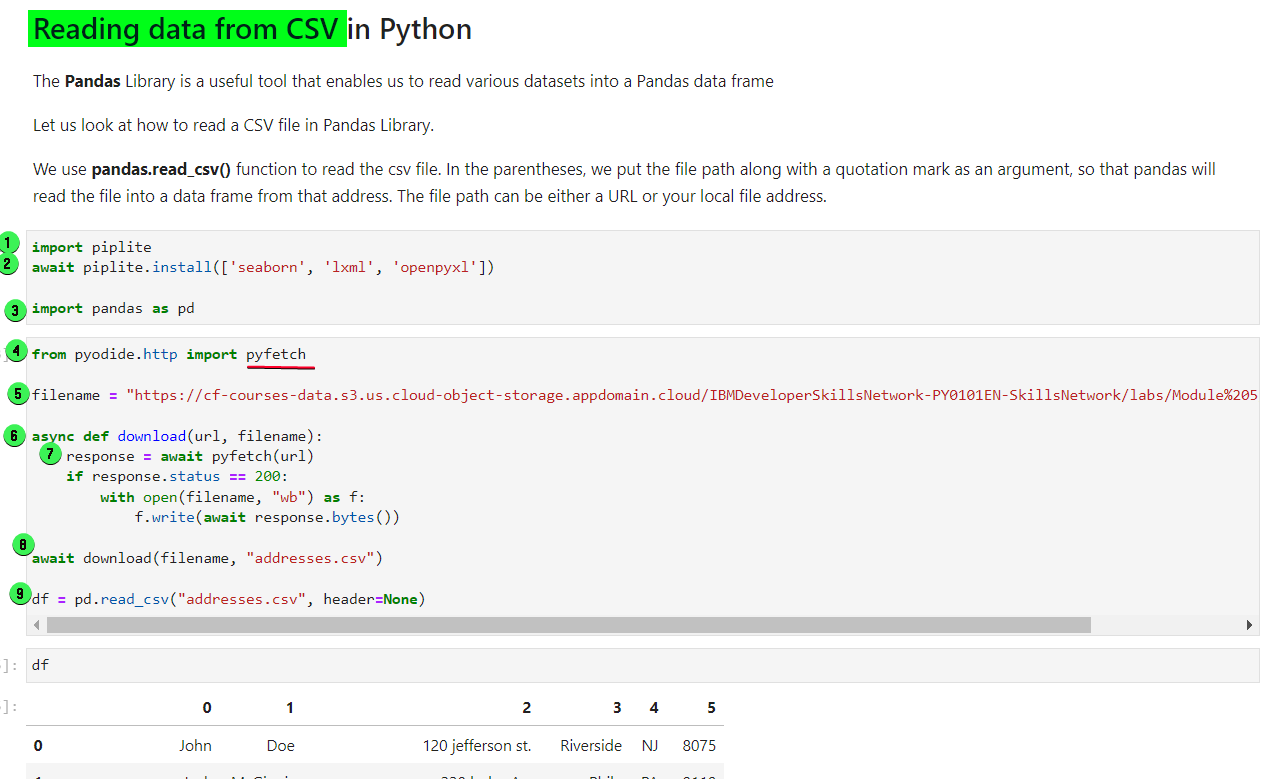 Reading data from CSV in Python
The Pandas Library is a useful tool that enables us to read various datasets into a Pandas data frame
Let us look at how to read a CSV file in Pandas Library.
We use pandas.read_csv() function to read the csv file. In the parentheses, we put the file path along with a quotation mark as an argument, so that pandas will
read the file into a data frame from that address. The file path can be either a URL or your local file address.
1 import piplite
2 await piplite.install(['seaborn', 'lxml', 'openpyxl'])
3 import pandas as pd
4 from pyodide.http import pyfetch
5 filename = "https://cf-courses-data.s3.us.cloud-object-storage.appdomain.cloud/IBMDeveloperSkillsNetwork-PY0101EN-SkillsNetwork/labs/Module%205
6 async def download(url, filename):
7 response = await pyfetch(url)
if response.status == 200:
with open(filename, "wb") as f:
f.write(await response.bytes())
8 await download(filename, "addresses.csv")
9 df = pd.read_csv("addresses.csv", header=None)
]: df
]: 0 1 2 3 4 5
0 John Doe 120 jefferson st. Riverside NJ 8075